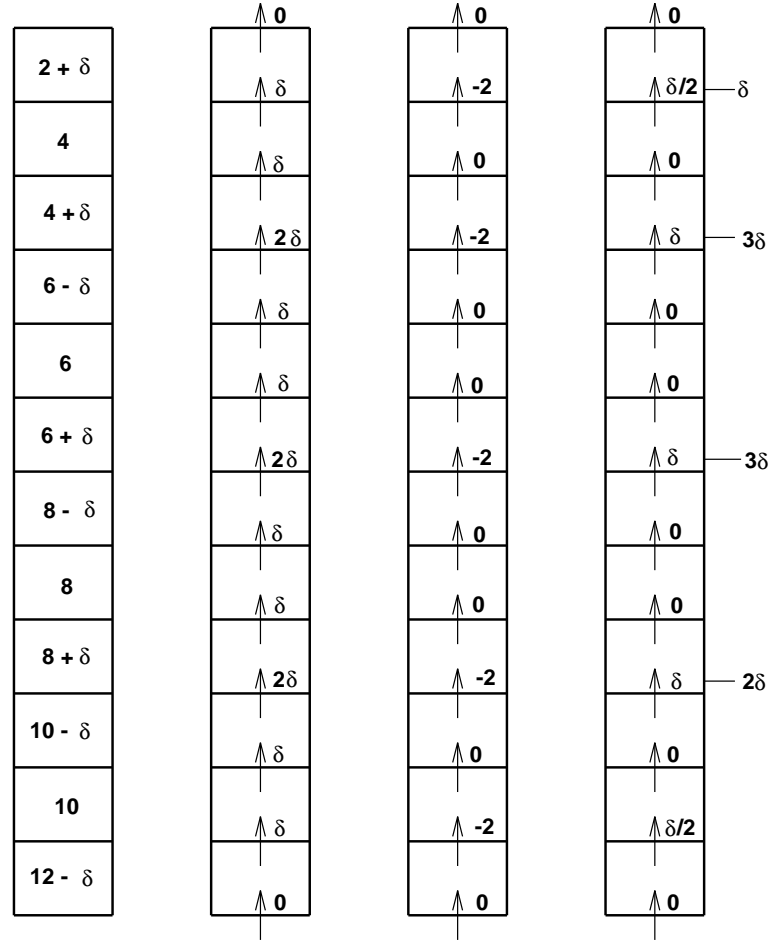 0 0 0
2 + δ
δ -2 δ/2 δ
4
δ 0 0
4 + δ
2δ -2 δ 3δ
6 - δ
δ 0 0
6
δ 0 0
6 + δ
2δ -2 δ 3δ
8 - δ
δ 0 0
8
δ 0 0
8 + δ
2δ -2 δ 2δ
10 - δ
δ 0 0
10
δ -2 δ/2
12 - δ
0 0 0